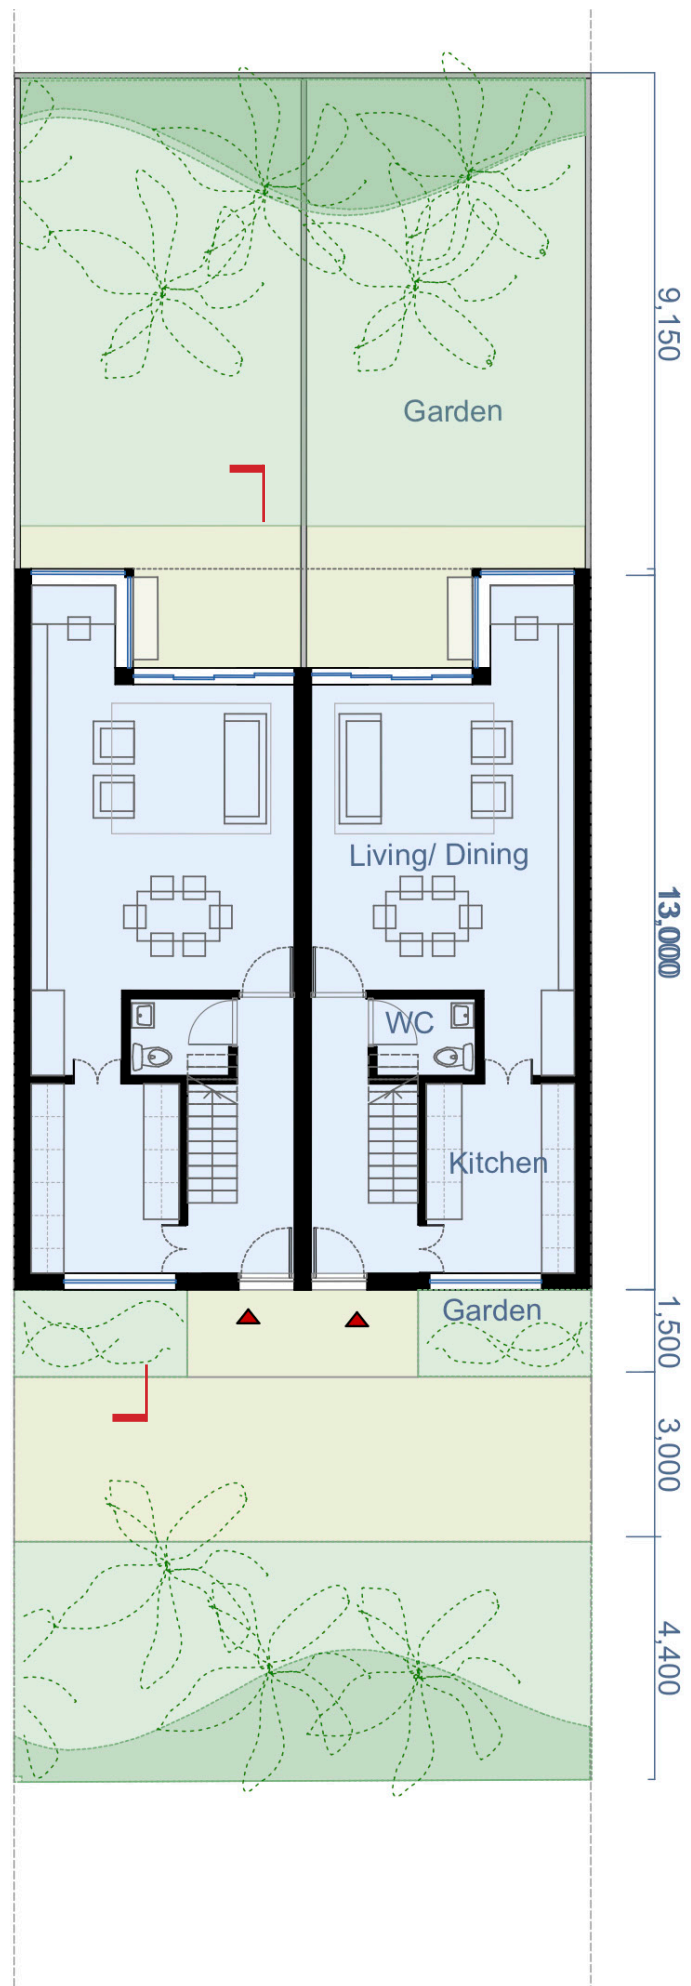 9,150
Garden
Living/ Dining
13,000
WC
Kitchen
Garden
1,500
3,000
4,400